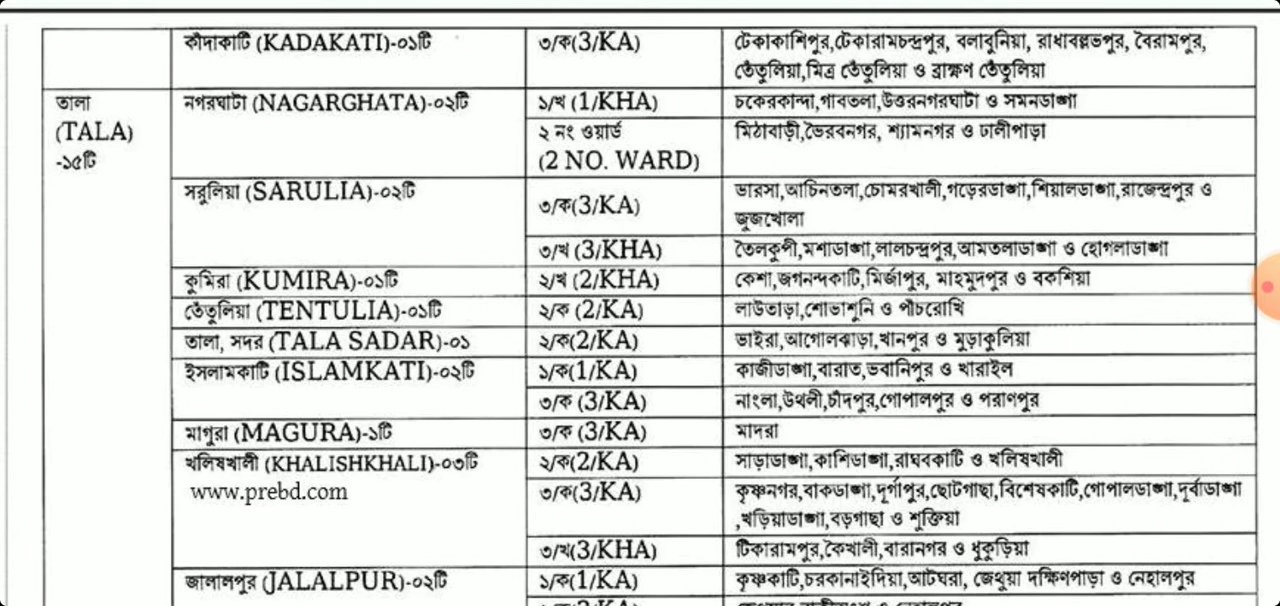 কাঁদাকাটি (KADAKATI)-০১টি
৩/ক(3/KA)
টেকাকাশিপুর,টেকারামচন্দ্রপুর, বলাবুনিয়া, রাধাবল্লভপুর, বৈরামপুর,
তেঁতুলিয়া,মিত্র তেঁতুলিয়া ও ব্রাক্ষণ তেঁতুলিয়া
তালা
(TALA)
-১৫টি
নগরঘাটা (NAGARGHATA)-০২টি
১/খ (1/KHA)
চকেরকান্দা,গাবতলা,উত্তরনগরঘাটা ও সমনডাঙ্গা
২ নং ওয়ার্ড
(2 NO. WARD)
মিঠাবাড়ী,ভৈরবনগর, শ্যামনগর ও ঢালীপাড়া
সরুলিয়া (SARULIA)-০২টি
৩/ক(3/KA)
ভারসা,আচিনতলা,চোমরখালী,গড়েরডাঙ্গা,শিয়ালডাঙ্গা,রাজেন্দ্রপুর ও
জুজখোলা
৩/খ (3/KHA)
তৈলকুপী,মশাডাঙ্গা,লালচন্দ্রপুর,আমতলাডাঙ্গা ও হোগলাডাঙ্গা
কুমিরা (KUMIRA)-০১টি
২/খ (2/KHA)
কেশা,জগনন্দকাটি,মির্জাপুর, মাহমুদপুর ও বকশিয়া
তেঁতুলিয়া (TENTULIA)-০১টি
২/ক (2/KA)
লাউতাড়া,শোভাশুনি ও পাঁচরোখি
তালা, সদর (TALA SADAR)-০১
২/ক(2/KA)
ভাইরা,আগোলঝাড়া,খানপুর ও মুড়াকুলিয়া
ইসলামকাটি (ISLAMKATI)-০২টি
১/ক(1/KA)
কাজীডাঙ্গা,বারাত,ভবানিপুর ও খারাইল
৩/ক (3/KA)
নাংলা,উথলী,চাঁদপুর,গোপালপুর ও পরাণপুর
মাগুরা (MAGURA)-১টি
৩/ক (3/KA)
মাদরা
খলিষখালী (KHALISHKHALI)-০৩টি
www.prebd.com
২/ক(2/KA)
সাড়াডাঙ্গা,কাশিডাঙ্গা,রাঘবকাটি ও খলিষখালী
৩/ক(3/KA)
কৃষ্ণনগর,বাকডাঙ্গা,দূর্গাপুর,ছোটগাছা,বিশেষকাটি,গোপালডাঙ্গা,দূর্বাডাঙ্গা
,খড়িয়াডাঙ্গা,বড়গাছা ও শুক্তিয়া
৩/খ(3/KHA)
টিকারামপুর,কৈখালী,বারানগর ও ধুকুড়িয়া
জালালপুর (JALALPUR)-০২টি
১/ক(1/KA)
কৃষ্ণকাটি,চরকানাইদিয়া,আটঘরা, জেথুয়া দক্ষিণপাড়া ও নেহালপুর